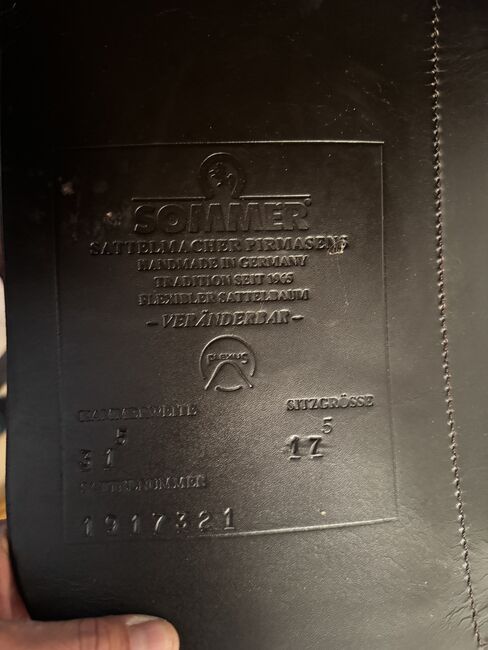 SOMMER®
SATTELMACHER PIRMASENS
HANDMADE IN GERMANY
TRADITION SEIT 1965
FLEXIBLER SATTELBAUM
-VERÄNDERBAR-
FLEXUS
KAMMERWEITE SITZGRÖSSE
31 5 17 5
SATTELNUMMER
1917321